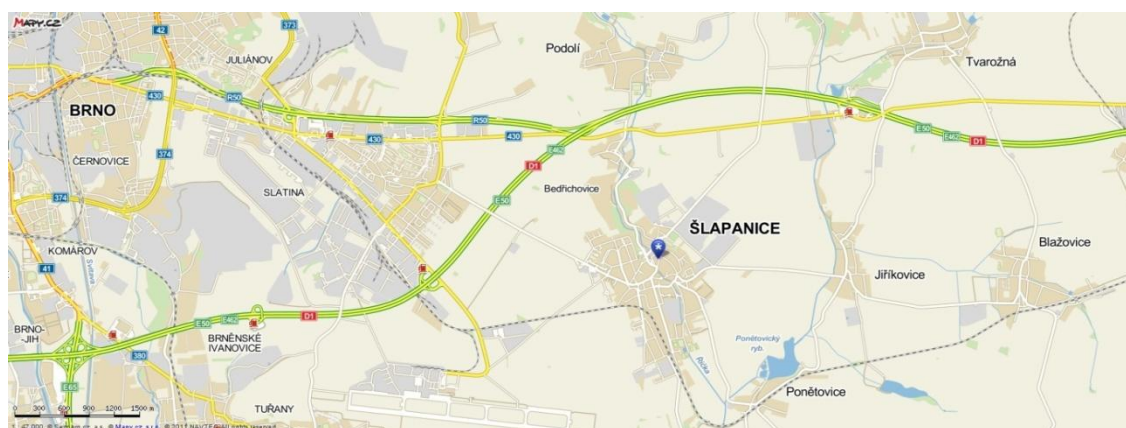 Mapy.cz
42
373
JULIÁNOV
Podolí
Tvarožná
430
R50
BRNO
R50
430
430
E462
D1
E50
E462
D1
ČERNOVICE
374
374
SLATINA
E50
Bedřichovice
ŠLAPANICE
KOMÁROV
41
Svitava
Blažovice
Jiříkovice
BRNO-
-JIH
E50
E462
D1
BRNĚNSKÉ
IVANOVICE
380
E65
Ponětovický
ryb.
Říčka
Ponětovice
TUŘANY
0 300 600 900 1200 1500 m